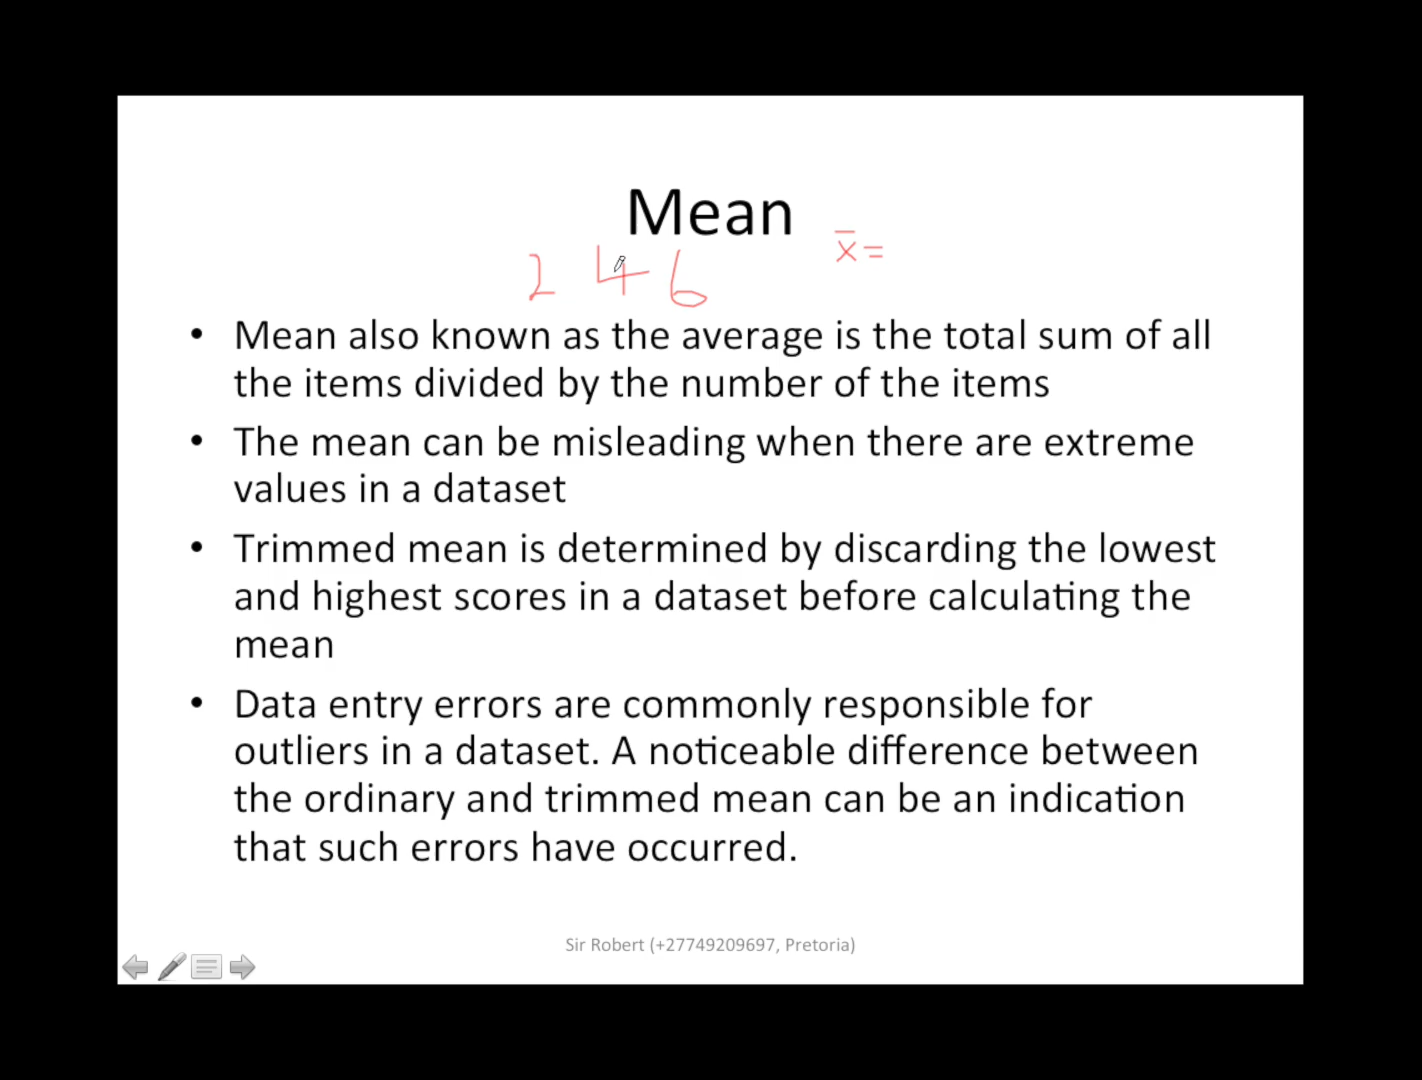 Mean
x̄=
2 4 6
• Mean also known as the average is the total sum of all
the items divided by the number of the items
• The mean can be misleading when there are extreme
values in a dataset
• Trimmed mean is determined by discarding the lowest
and highest scores in a dataset before calculating the
mean
• Data entry errors are commonly responsible for
outliers in a dataset. A noticeable difference between
the ordinary and trimmed mean can be an indication
that such errors have occurred.
Sir Robert (+27749209697, Pretoria)